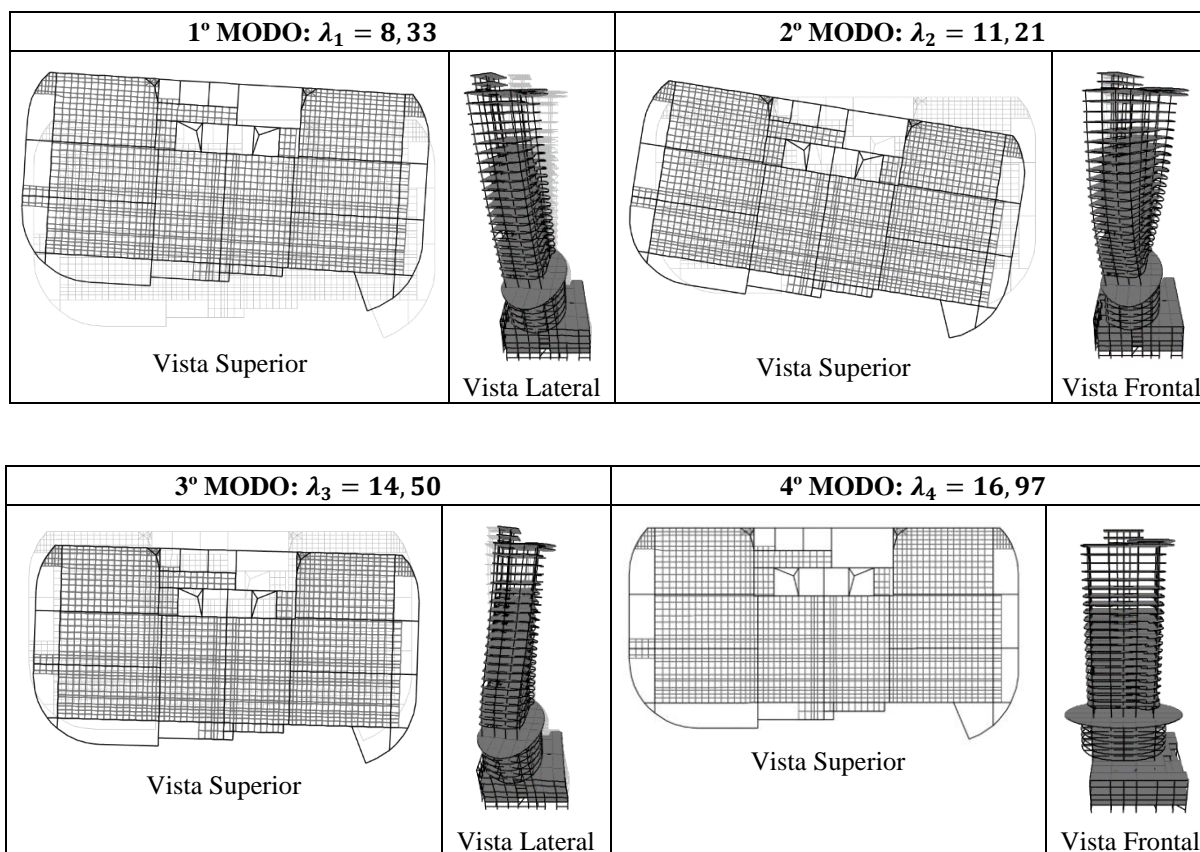 1º MODO: λ₁ = 8,33
2º MODO: λ₂ = 11,21
Vista Superior
Vista Lateral
Vista Superior
Vista Frontal
3º MODO: λ₃ = 14,50
4º MODO: λ₄ = 16,97
Vista Superior
Vista Lateral
Vista Superior
Vista Frontal